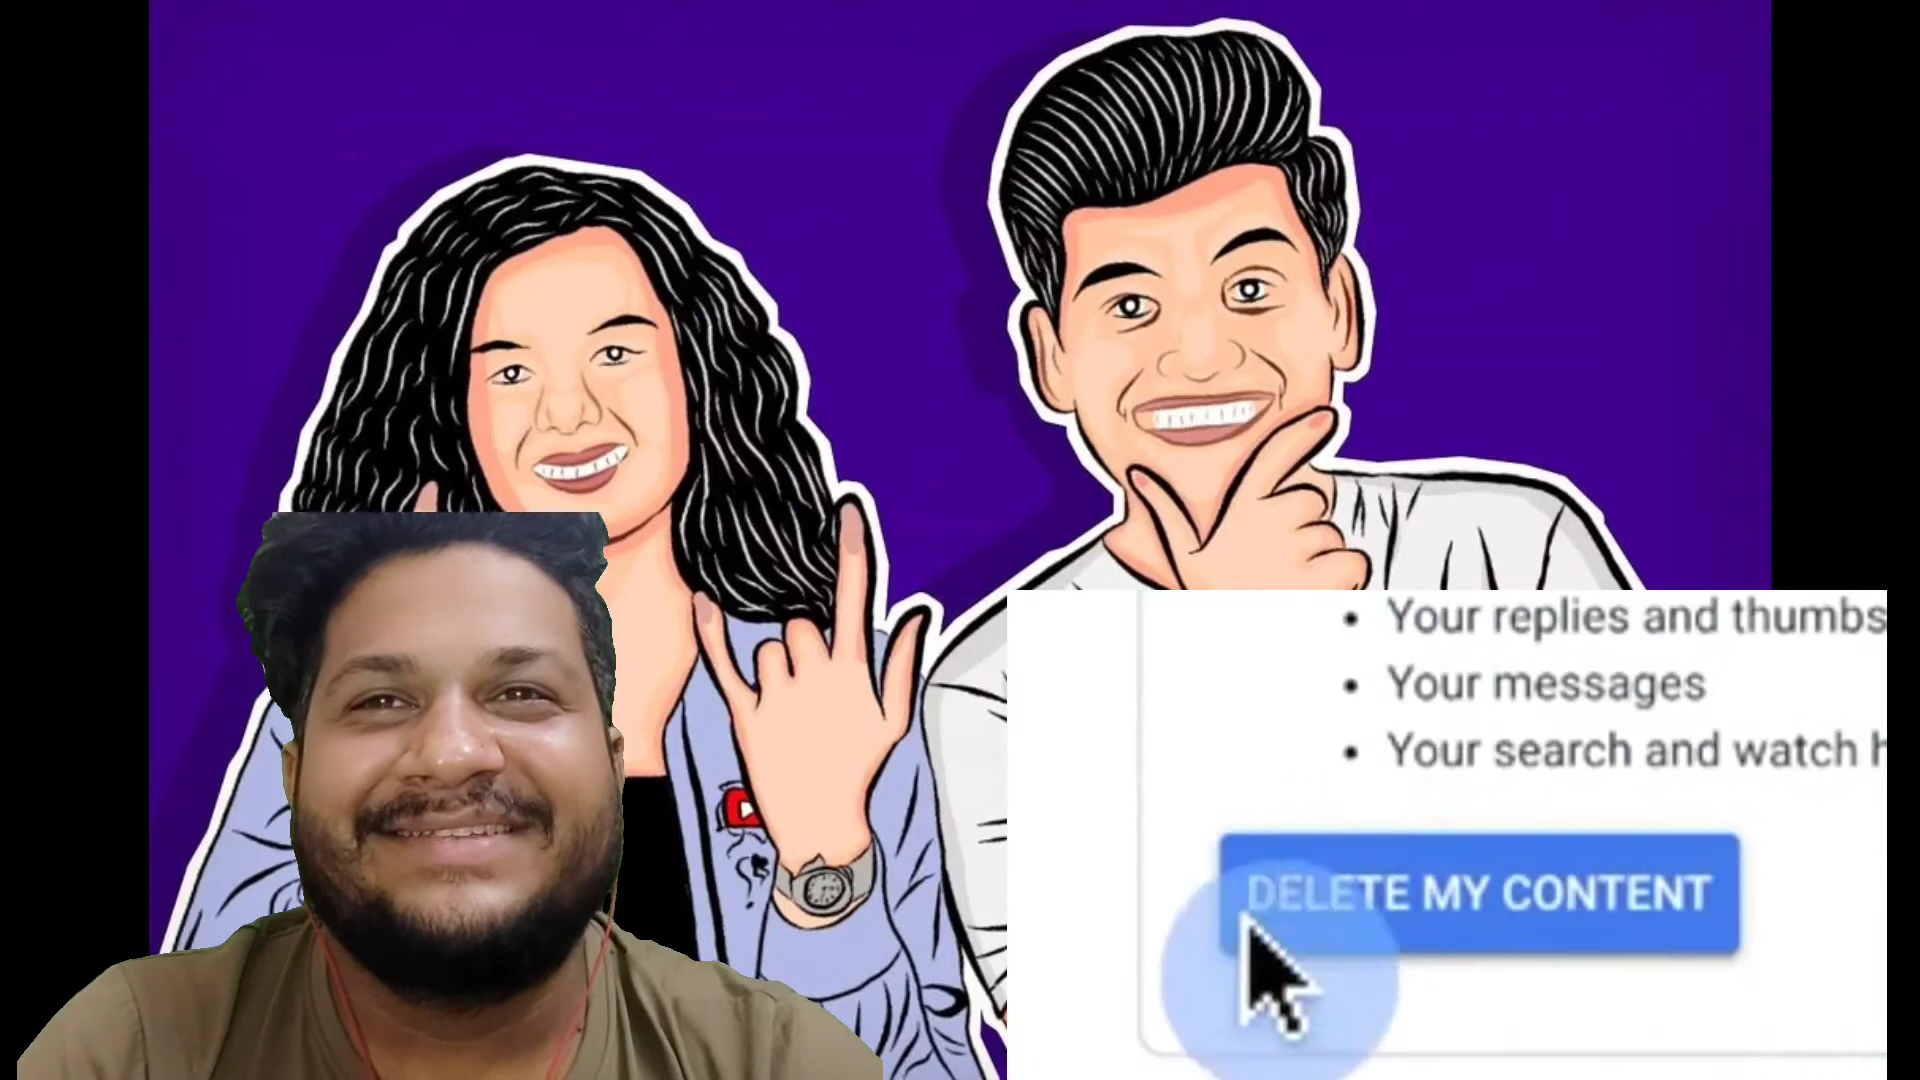 Your replies and thumbs
Your messages
Your search and watch
DELETE MY CONTENT